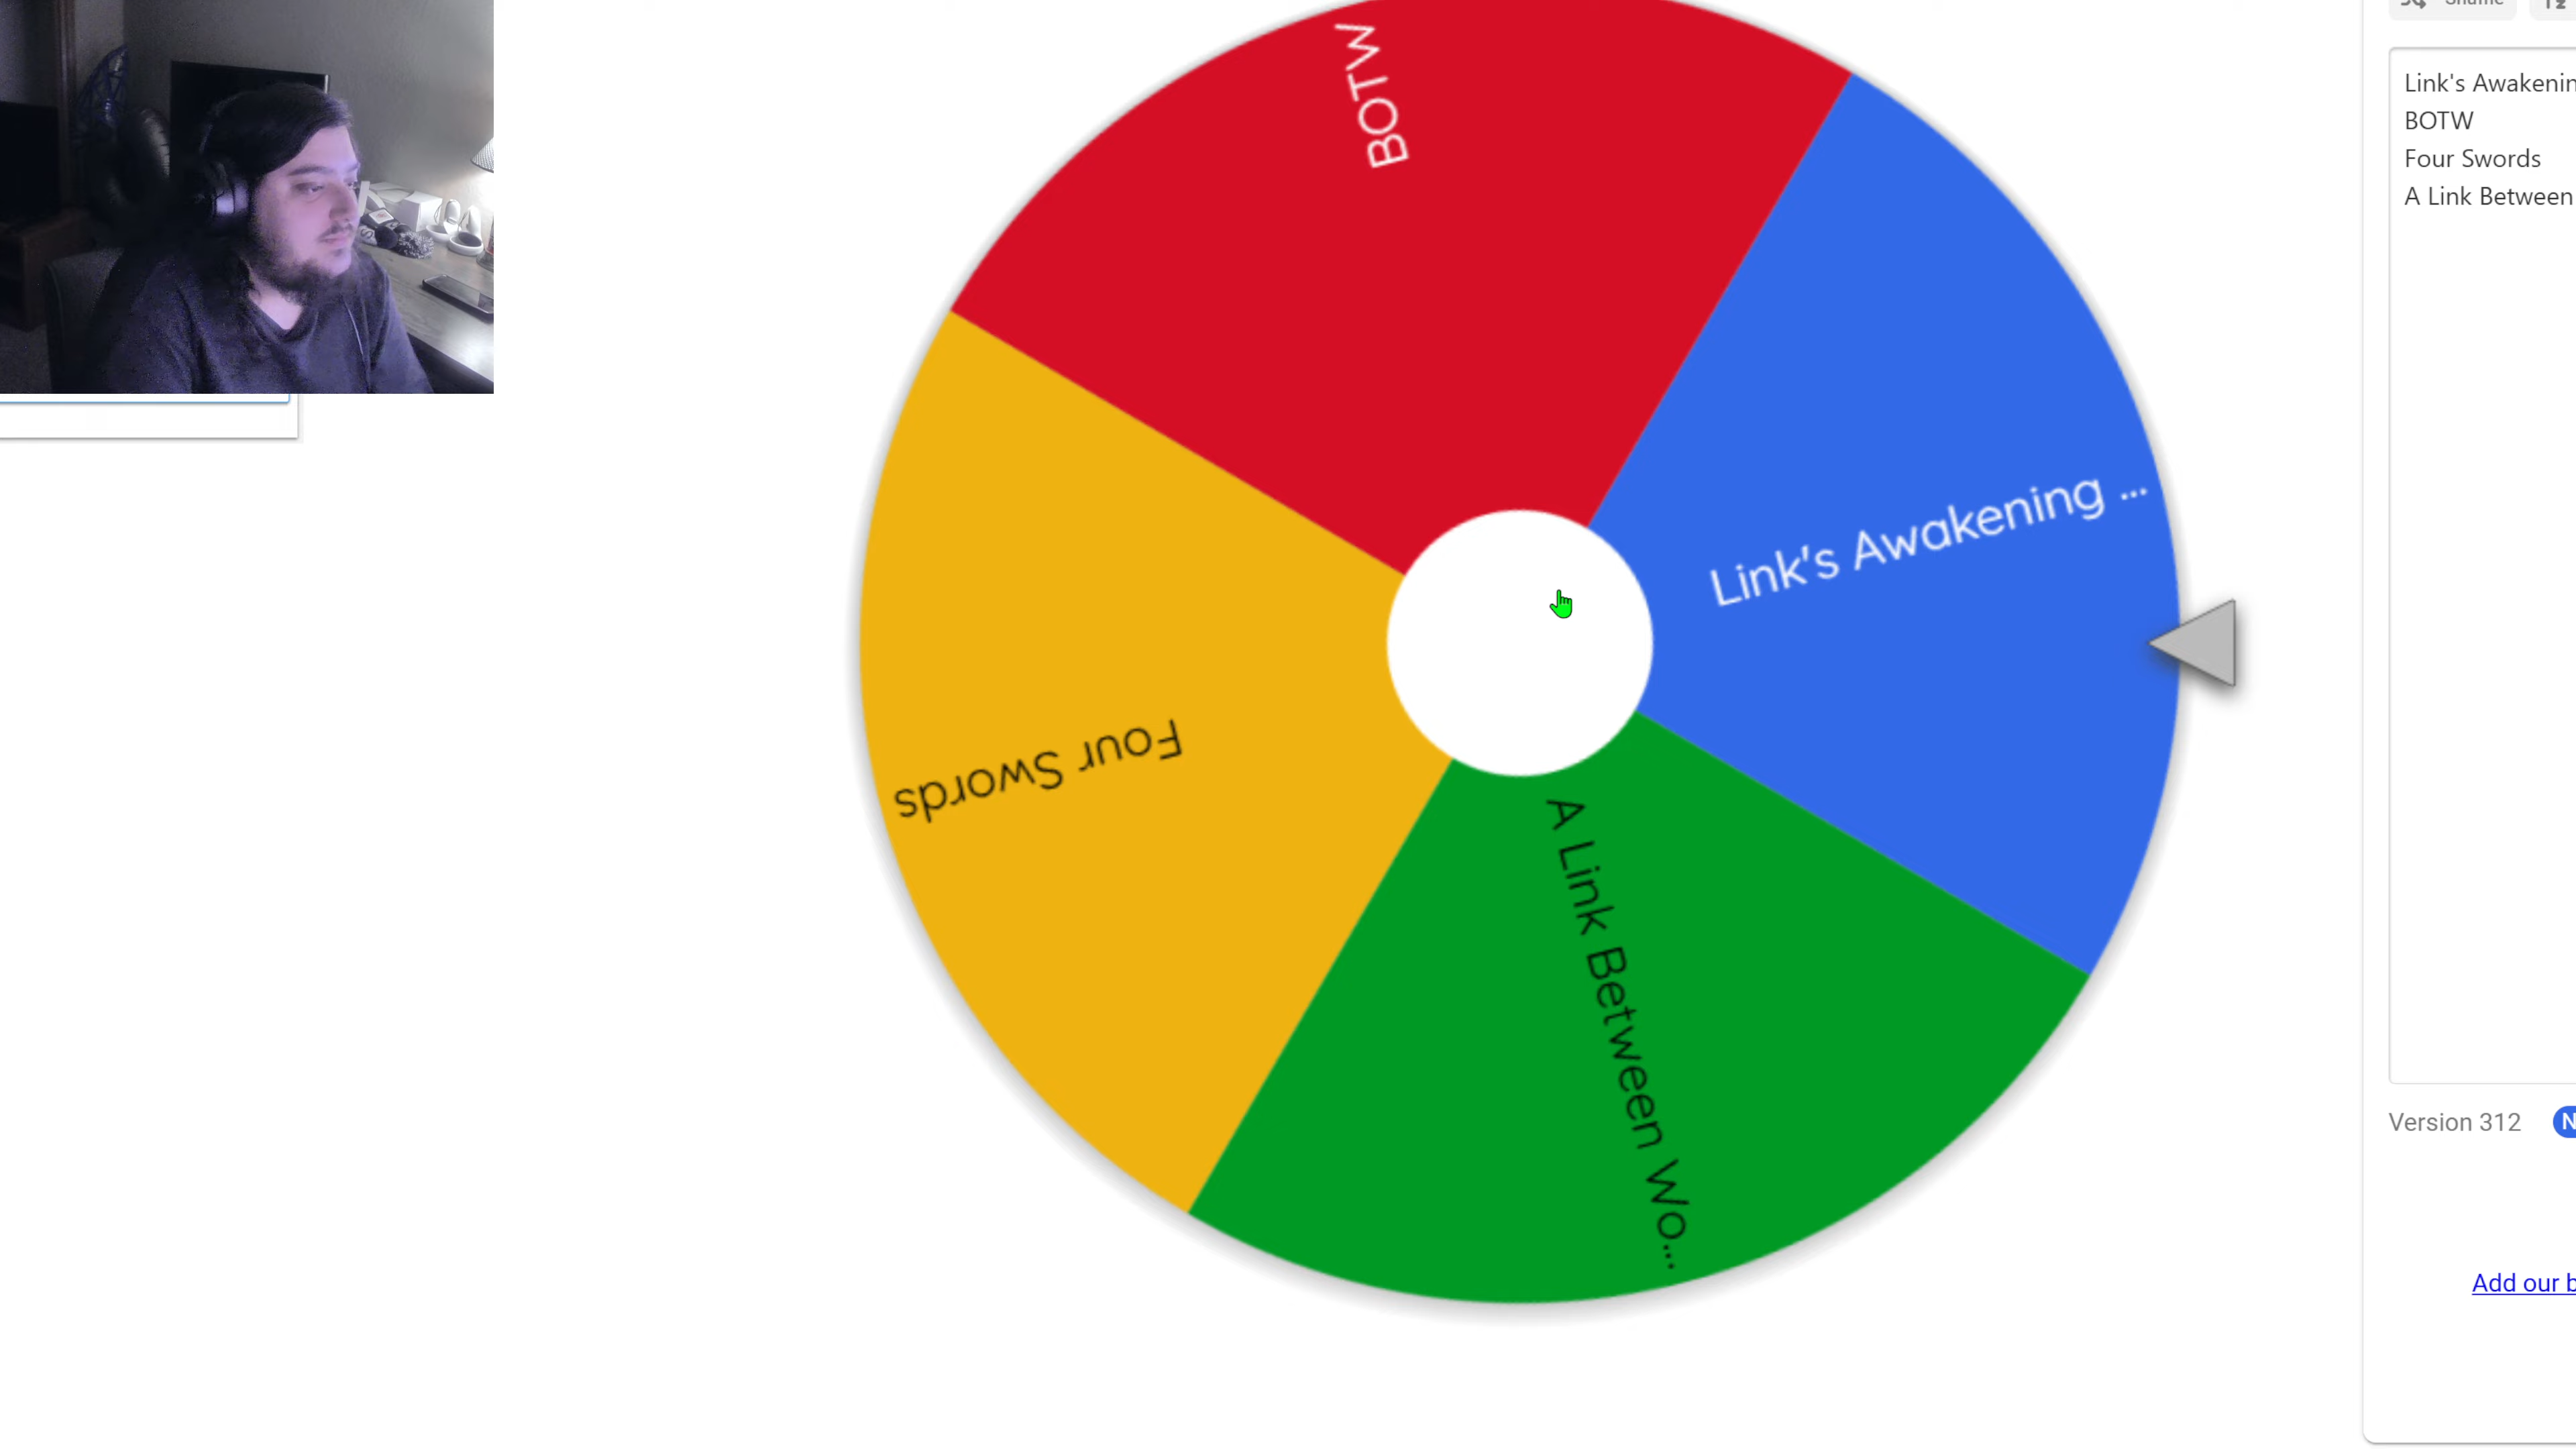 BOTW
Link's Awakening ...
Four Swords
A Link Between Wo...
Shuffle
Link's Awakenin
BOTW
Four Swords
A Link Between
Version 312
N
Add our b